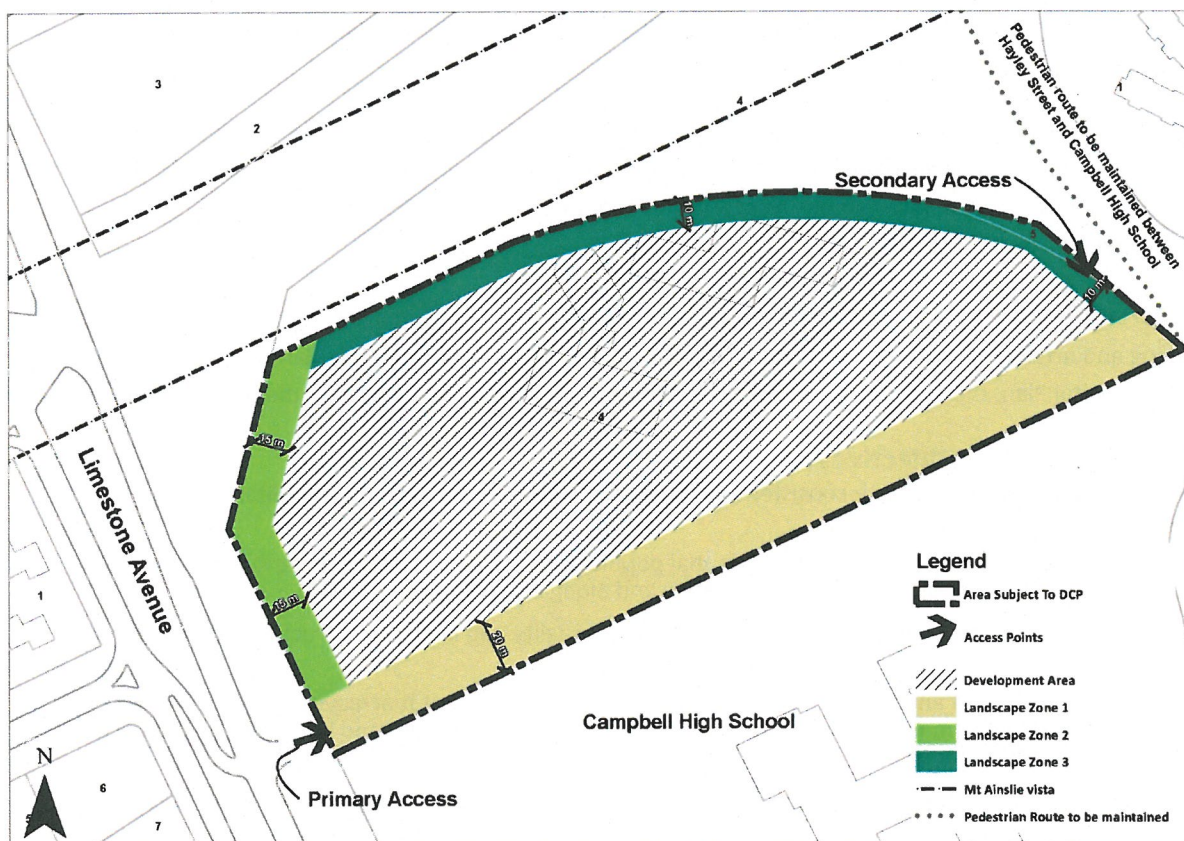 3
2
4
Pedestrian route to be maintained between
Hayley Street and Campbell High School
1
Secondary Access
10 m
5
10 m
4
15 m
15 m
20 m
Limestone Avenue
1
Campbell High School
Primary Access
N
6
7
Legend
Area Subject To DCP
Access Points
Development Area
Landscape Zone 1
Landscape Zone 2
Landscape Zone 3
Mt Ainslie vista
Pedestrian Route to be maintained